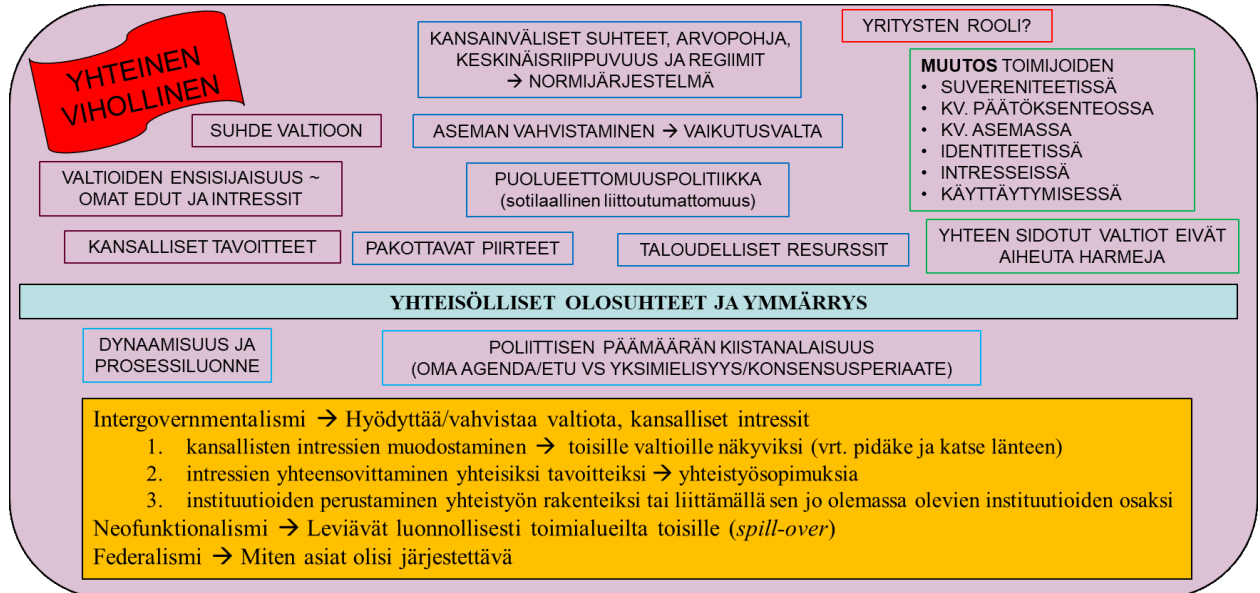 YHTEINEN
VIHOLLINEN
KANSAINVÄLISET SUHTEET, ARVOPOHJA,
KESKINÄISRIIPPUVUUS JA REGIIMIT
→ NORMIJÄRJESTELMÄ
YRITYSTEN ROOLI?
MUUTOS TOIMIJOIDEN
• SUVERENITEETISSÄ
• KV. PÄÄTÖKSENTEOSSA
• KV. ASEMASSA
• IDENTITEETISSÄ
• INTRESSEISSÄ
• KÄYTTÄYTYMISESSÄ
SUHDE VALTIOON
ASEMAN VAHVISTAMINEN → VAIKUTUSVALTA
VALTIOIDEN ENSISIJAISUUS ~
OMAT EDUT JA INTRESSIT
PUOLUEETTOMUUSPOLITIIKKA
(sotilaallinen liittoutumattomuus)
KANSALLISET TAVOITTEET
PAKOTTAVAT PIIRTEET
TALOUDELLISET RESURSSIT
YHTEEN SIDOTUT VALTIOT EIVÄT
AIHEUTA HARMEJA
YHTEISÖLLISET OLOSUHTEET JA YMMÄRRYS
DYNAAMISUUS JA
PROSESSILUONNE
POLIITTISEN PÄÄMÄÄRÄN KIISTANALAISUUS
(OMA AGENDA/ETU VS YKSIMIELISYYS/KONSENSUSPERIAATE)
Intergovernmentalismi → Hyödyttää/vahvistaa valtiota, kansalliset intressit
1. kansallisten intressien muodostaminen → toisille valtioille näkyviksi (vrt. pidäke ja katse länteen)
2. intressien yhteensovittaminen yhteisiksi tavoitteiksi → yhteistyösopimuksia
3. instituutioiden perustaminen yhteistyön rakenteiksi tai liittämällä sen jo olemassa olevien instituutioiden osaksi
Neofunktionalismi → Leviävät luonnollisesti toimialueilta toisille (spill-over)
Federalismi → Miten asiat olisi järjestettävä